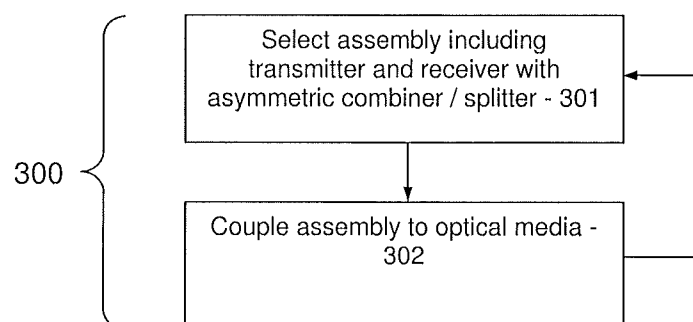 Select assembly including
transmitter and receiver with
asymmetric combiner / splitter - 301
300
Couple assembly to optical media -
302